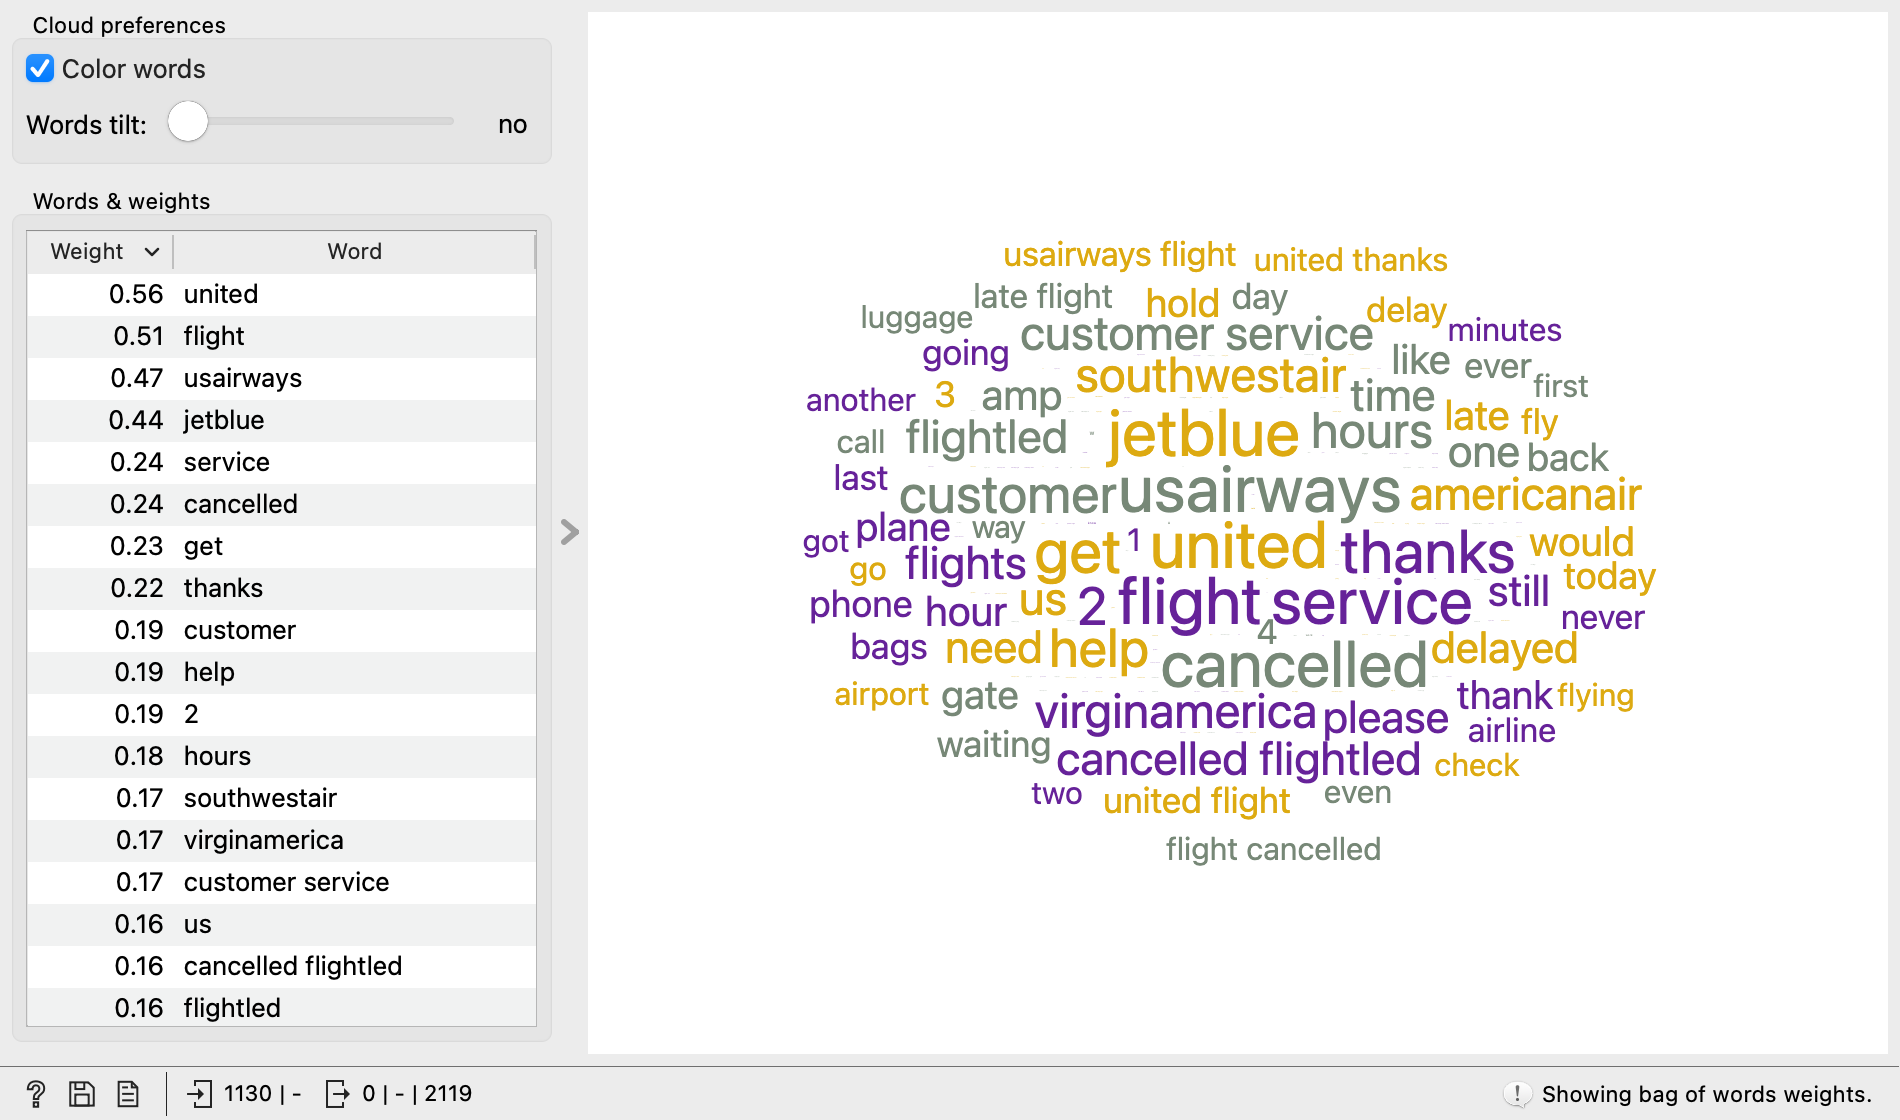 Cloud preferences
Color words
Words tilt: no
Words & weights
Weight Word
0.56 united
0.51 flight
0.47 usairways
0.44 jetblue
0.24 service
0.24 cancelled
0.23 get
0.22 thanks
0.19 customer
0.19 help
0.19 2
0.18 hours
0.17 southwestair
0.17 virginamerica
0.17 customer service
0.16 us
0.16 cancelled flightled
0.16 flightled
usairways flight united thanks
late flight hold day delay
luggage customer service minutes
going southwestair like ever first
another 3 amp time late fly
call flightled jetblue hours one back
last customer usairways americanair
got plane way get 1 united thanks would
go flights today
phone hour us 2 flight service still never
bags need help 4 cancelled delayed
airport gate virginamerica please thank flying
waiting cancelled flightled airline check
two united flight even
flight cancelled
? 1130 | - 0 | - | 2119
Showing bag of words weights.